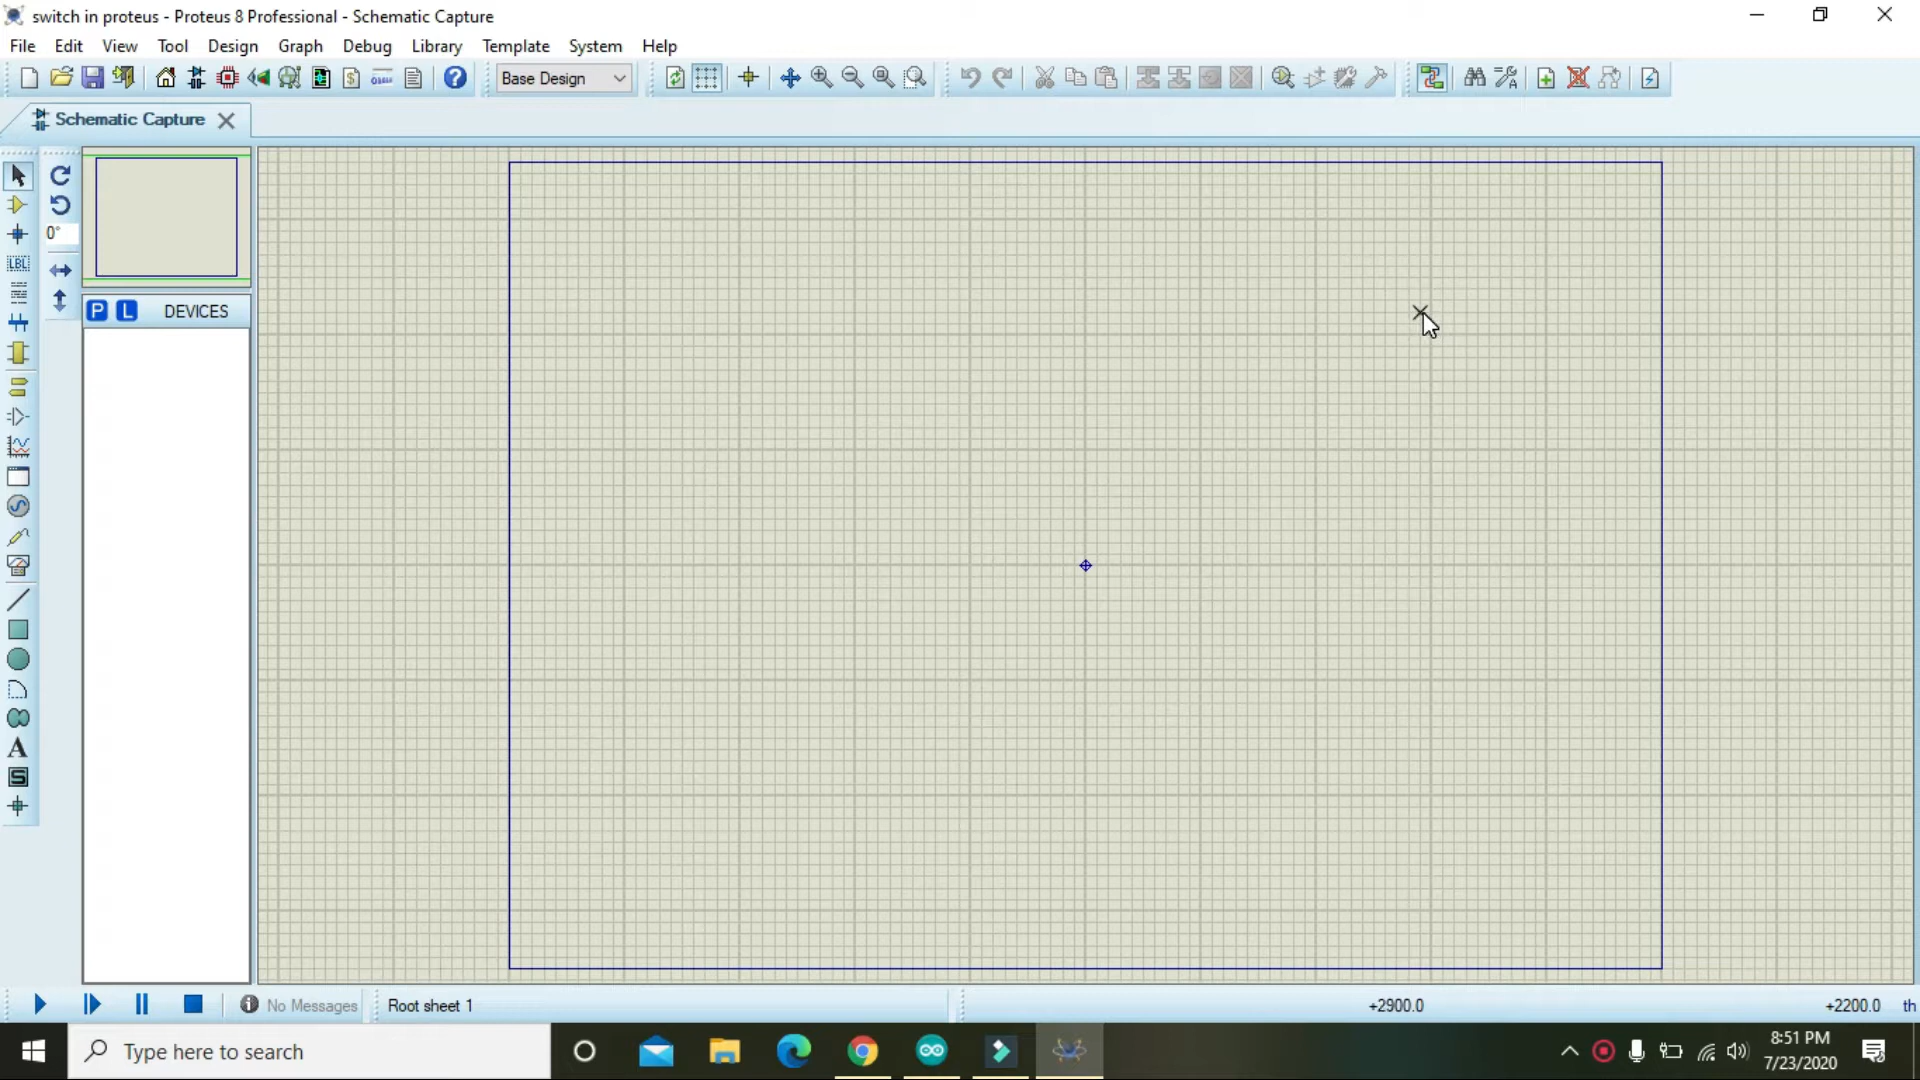 switch in proteus - Proteus 8 Professional - Schematic Capture
File Edit View Tool Design Graph Debug Library Template System Help
Base Design
Schematic Capture
LBL
0°
P L DEVICES
A
S
No Messages
Root sheet 1
+2900.0
+2200.0
th
Type here to search
8:51 PM
7/23/2020